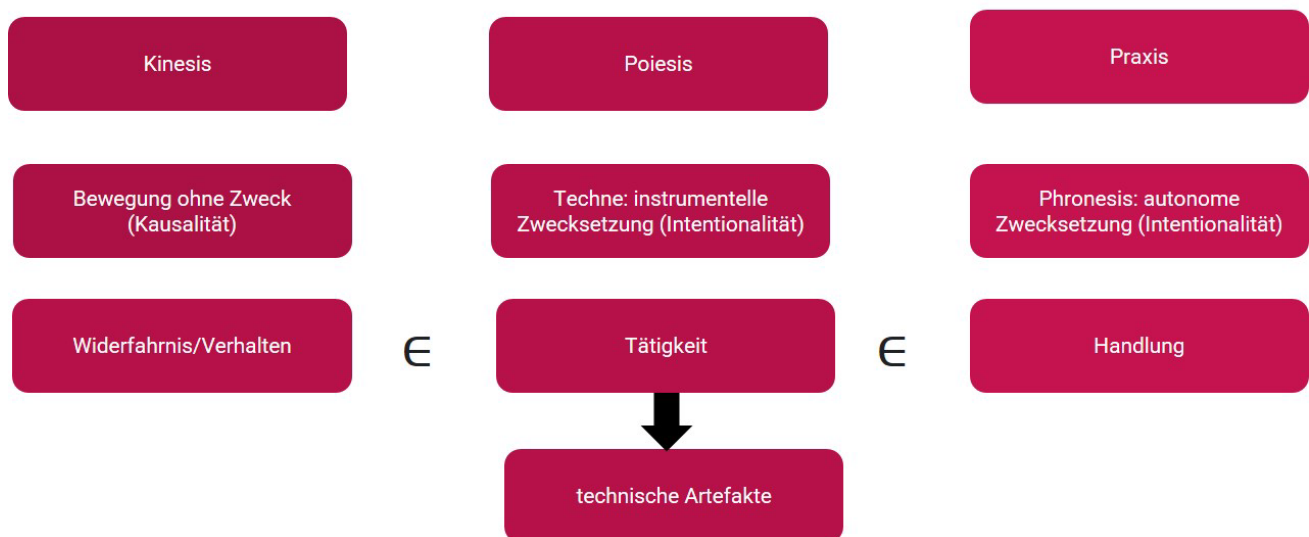 Kinesis
Poiesis
Praxis
Bewegung ohne Zweck
(Kausalität)
Techne: instrumentelle
Zwecksetzung (Intentionalität)
Phronesis: autonome
Zwecksetzung (Intentionalität)
Widerfahrnis/Verhalten
∈
Tätigkeit
∈
Handlung
technische Artefakte